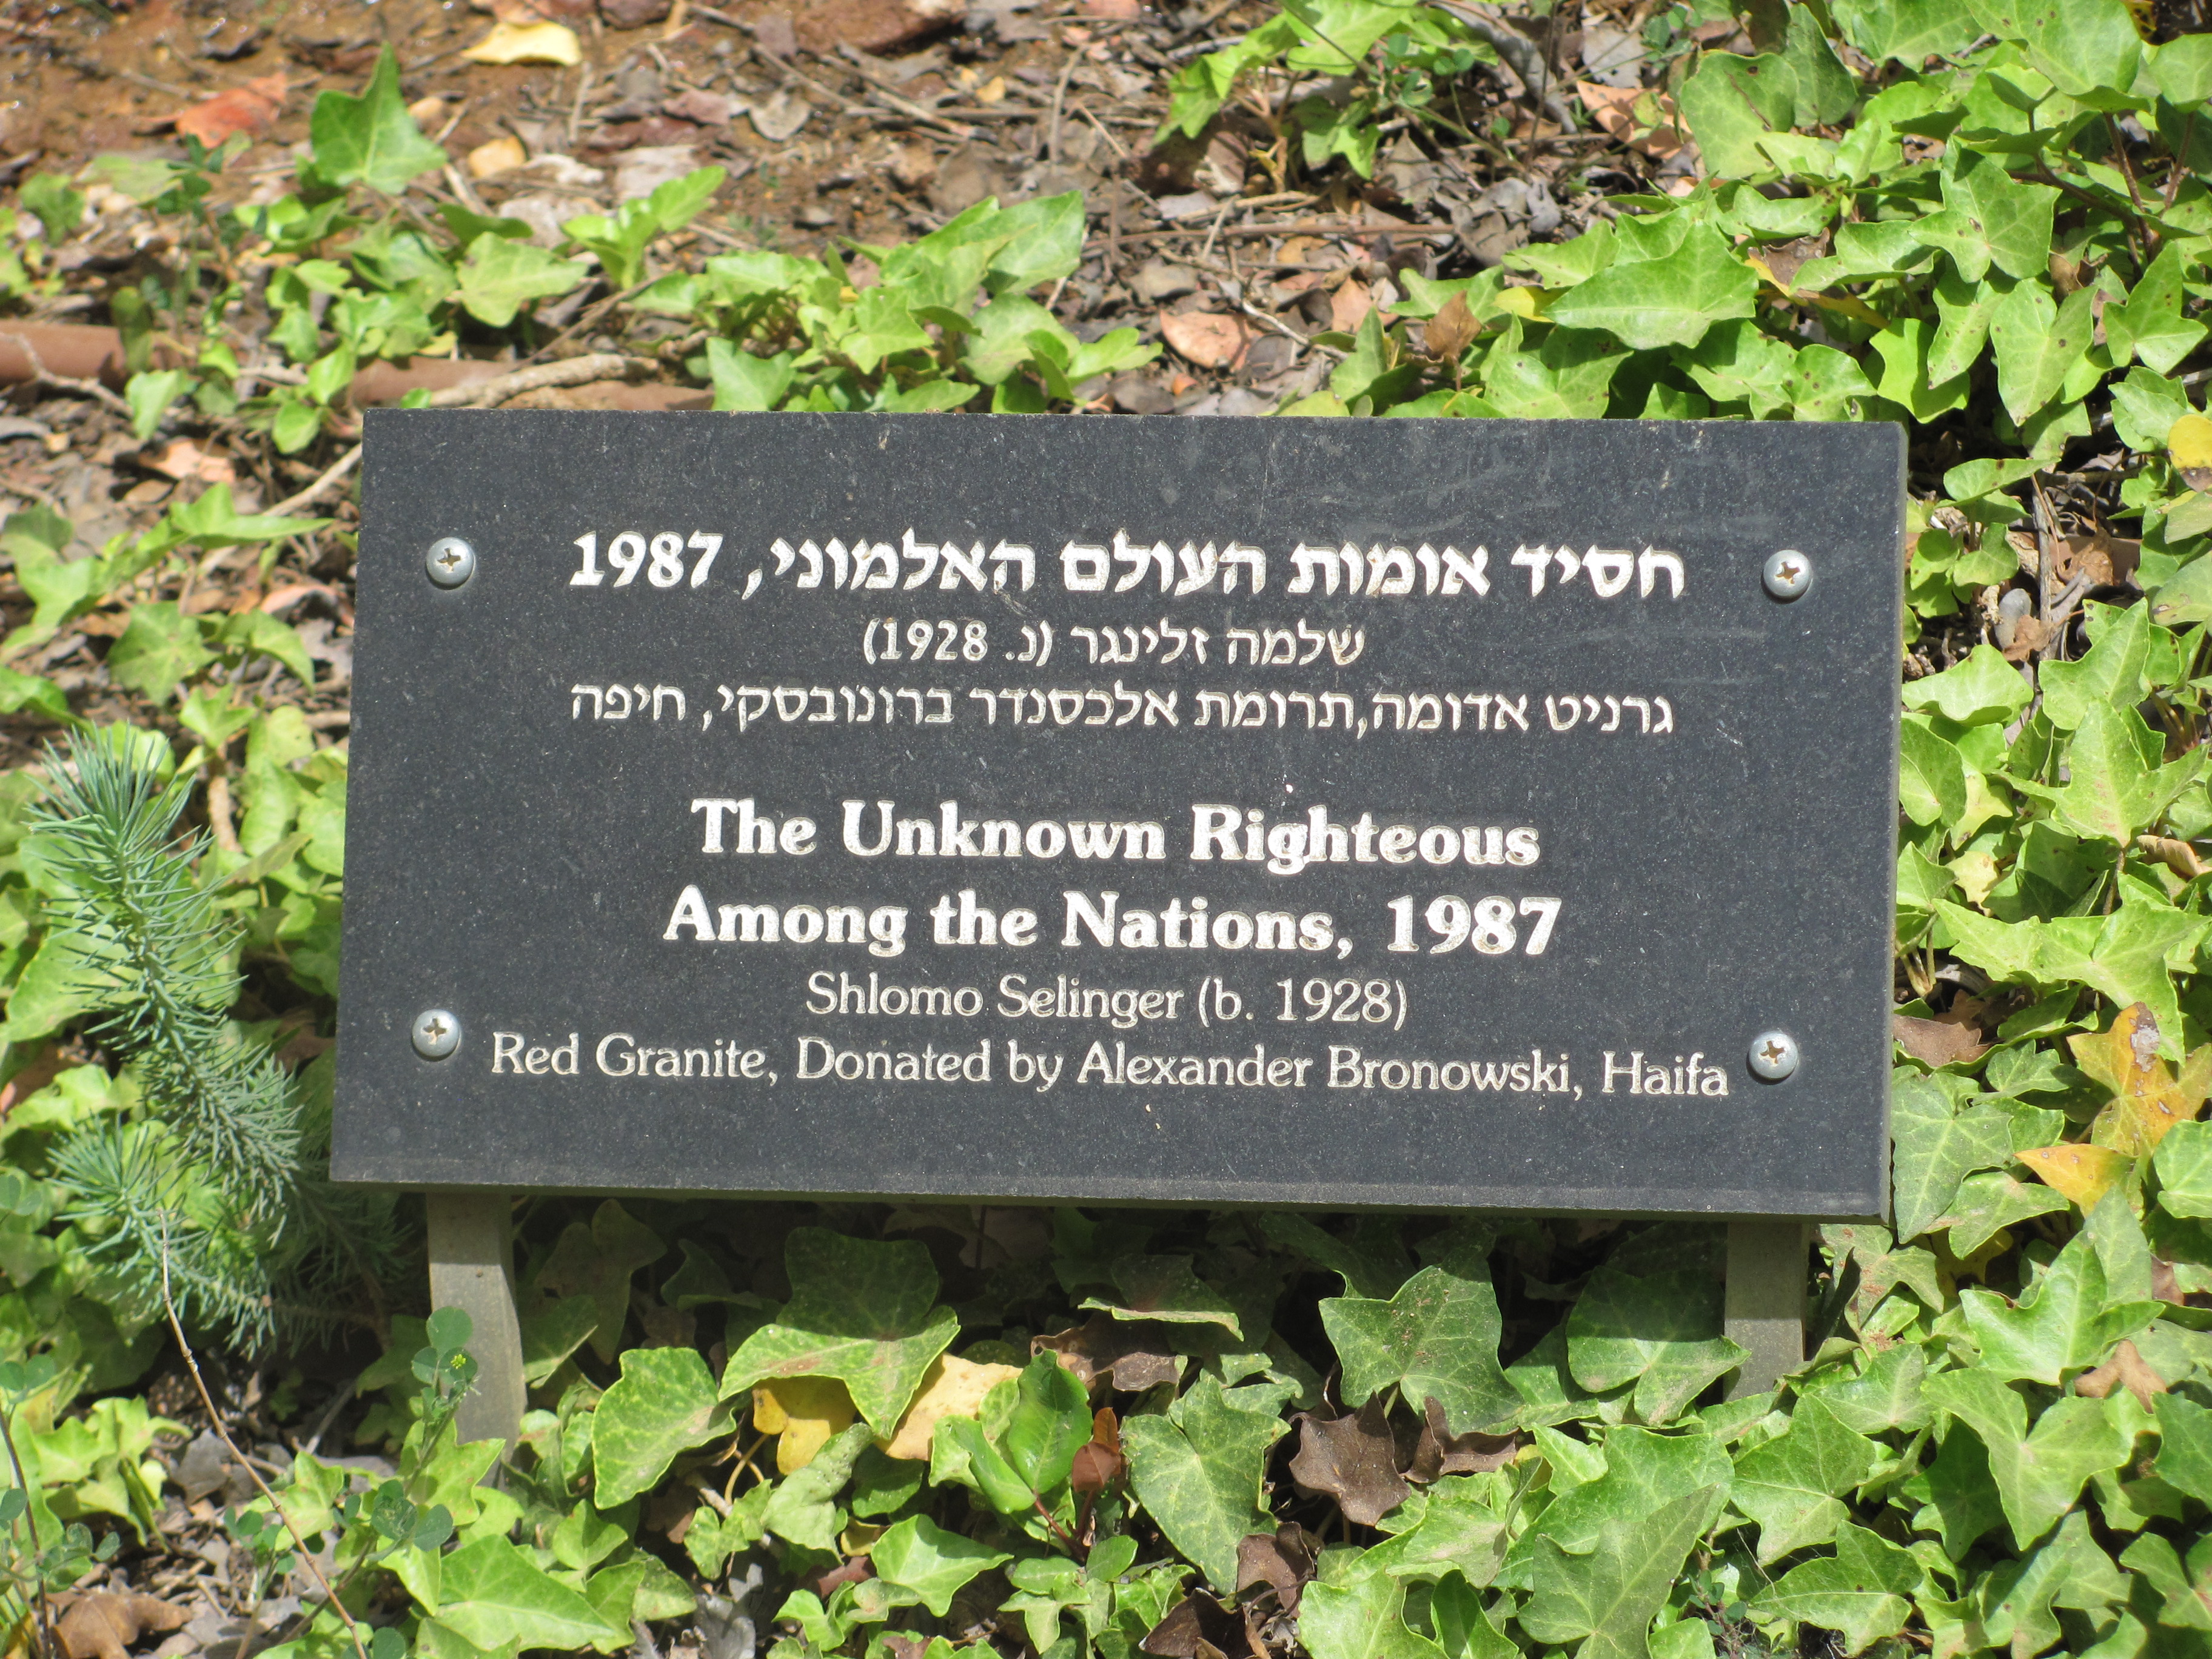 חסיד אומות העולם האלמוני, 1987
שלמה זלינגר (נ. 1928)
גרניט אדומה,תרומת אלכסנדר ברונובסקי, חיפה
The Unknown Righteous
Among the Nations, 1987
Shlomo Selinger (b. 1928)
Red Granite, Donated by Alexander Bronowski, Haifa